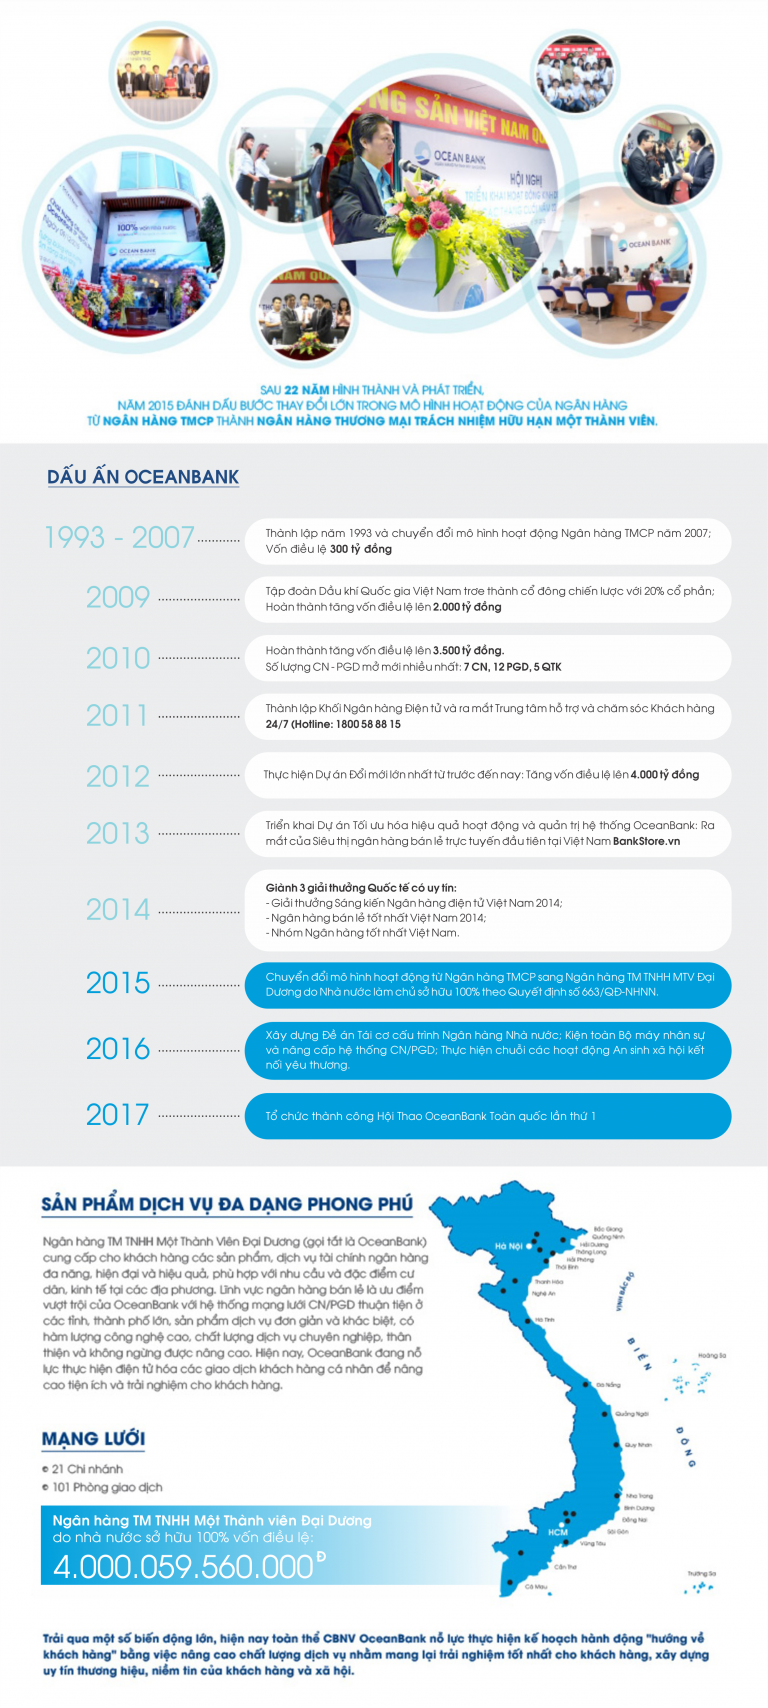 HỢP TÁC
100%
OCEAN BANK
ẢNG SẢN VIỆT NAM QU
OCEAN BANK
HỘI NGHỊ
OCEAN BANK
NAM QUA
SAU 22 NĂM HÌNH THÀNH VÀ PHÁT TRIỂN,
NĂM 2015 ĐÁNH DẤU BƯỚC THAY ĐỔI LỚN TRONG MÔ HÌNH HOẠT ĐỘNG CỦA NGÂN HÀNG
TỪ NGÂN HÀNG TMCP THÀNH NGÂN HÀNG THƯƠNG MẠI TRÁCH NHIỆM HỮU HẠN MỘT THÀNH VIÊN.
DẤU ẤN OCEANBANK
1993 - 2007
Thành lập năm 1993 và chuyển đổi mô hình hoạt động Ngân hàng TMCP năm 2007;
Vốn điều lệ 300 tỷ đồng
2009
Tập đoàn Dầu khí Quốc gia Việt Nam trơe thành cổ đông chiến lược với 20% cổ phần;
Hoàn thành tăng vốn điều lệ lên 2.000 tỷ đồng
2010
Hoàn thành tăng vốn điều lệ lên 3.500 tỷ đồng.
Số lượng CN - PGD mở mới nhiều nhất: 7 CN, 12 PGD, 5 QTK
2011
Thành lập Khối Ngân hàng Điện tử và ra mắt Trung tâm hỗ trợ và chăm sóc Khách hàng
24/7 (Hotline: 1800 58 88 15
2012
Thực hiện Dự án Đổi mới lớn nhất từ trước đến nay: Tăng vốn điều lệ lên 4.000 tỷ đồng
2013
Triển khai Dự án Tối ưu hóa hiệu quả hoạt động và quản trị hệ thống OceanBank: Ra
mắt của Siêu thị ngân hàng bán lẻ trực tuyến đầu tiên tại Việt Nam BankStore.vn
2014
Giành 3 giải thưởng Quốc tế có uy tín:
- Giải thưởng Sáng kiến Ngân hàng điện tử Việt Nam 2014;
- Ngân hàng bán lẻ tốt nhất Việt Nam 2014;
- Nhóm Ngân hàng tốt nhất Việt Nam.
2015
Chuyển đổi mô hình hoạt động từ Ngân hàng TMCP sang Ngân hàng TM TNHH MTV Đại
Dương do Nhà nước làm chủ sở hữu 100% theo Quyết định số 663/QĐ-NHNN.
2016
Xây dựng Đề án Tái cơ cấu trình Ngân hàng Nhà nước; Kiện toàn Bộ máy nhân sự
và nâng cấp hệ thống CN/PGD; Thực hiện chuỗi các hoạt động An sinh xã hội kết
nối yêu thương.
2017
Tổ chức thành công Hội Thao OceanBank Toàn quốc lần thứ 1
SẢN PHẨM DỊCH VỤ ĐA DẠNG PHONG PHÚ
Ngân hàng TM TNHH Một Thành Viên Đại Dương (gọi tắt là OceanBank)
cung cấp cho khách hàng các sản phẩm, dịch vụ tài chính ngân hàng
đa năng, hiện đại và hiệu quả, phù hợp với nhu cầu và đặc điểm cư
dân, kinh tế tại các địa phương. Lĩnh vực ngân hàng bán lẻ là ưu điểm
vượt trội của OceanBank với hệ thống mạng lưới CN/PGD thuận tiện ở
các tỉnh, thành phố lớn, sản phẩm dịch vụ đơn giản và khác biệt, có
hàm lượng công nghệ cao, chất lượng dịch vụ chuyên nghiệp, thân
thiện và không ngừng được nâng cao. Hiện nay, OceanBank đang nỗ
lực thực hiện điện tử hóa các giao dịch khách hàng cá nhân để nâng
cao tiện ích và trải nghiệm cho khách hàng.
MẠNG LƯỚI
21 Chi nhánh
101 Phòng giao dịch
Ngân hàng TM TNHH Một Thành viên Đại Dương
do nhà nước sở hữu 100% vốn điều lệ:
4.000.059.560.000 Đ
Hà Nội
Bắc Giang
Quảng Ninh
Hải Dương
Thăng Long
Hải Phòng
Thái Bình
Thanh Hóa
Nghệ An
Hà Tĩnh
VỊNH BẮC BỘ
BIỂN
ĐÔNG
Hoàng Sa
Đà Nẵng
Quảng Ngãi
Quy Nhơn
Nha Trang
Bình Dương
Đồng Nai
Sài Gòn
HCM
Vũng Tàu
Cần Thơ
Cà Mau
Trường Sa
Trải qua một số biến động lớn, hiện nay toàn thể CBNV OceanBank nỗ lực thực hiện kế hoạch hành động "hướng về
khách hàng" bằng việc nâng cao chất lượng dịch vụ nhằm mang lại trải nghiệm tốt nhất cho khách hàng, xây dựng
uy tín thương hiệu, niềm tin của khách hàng và xã hội.